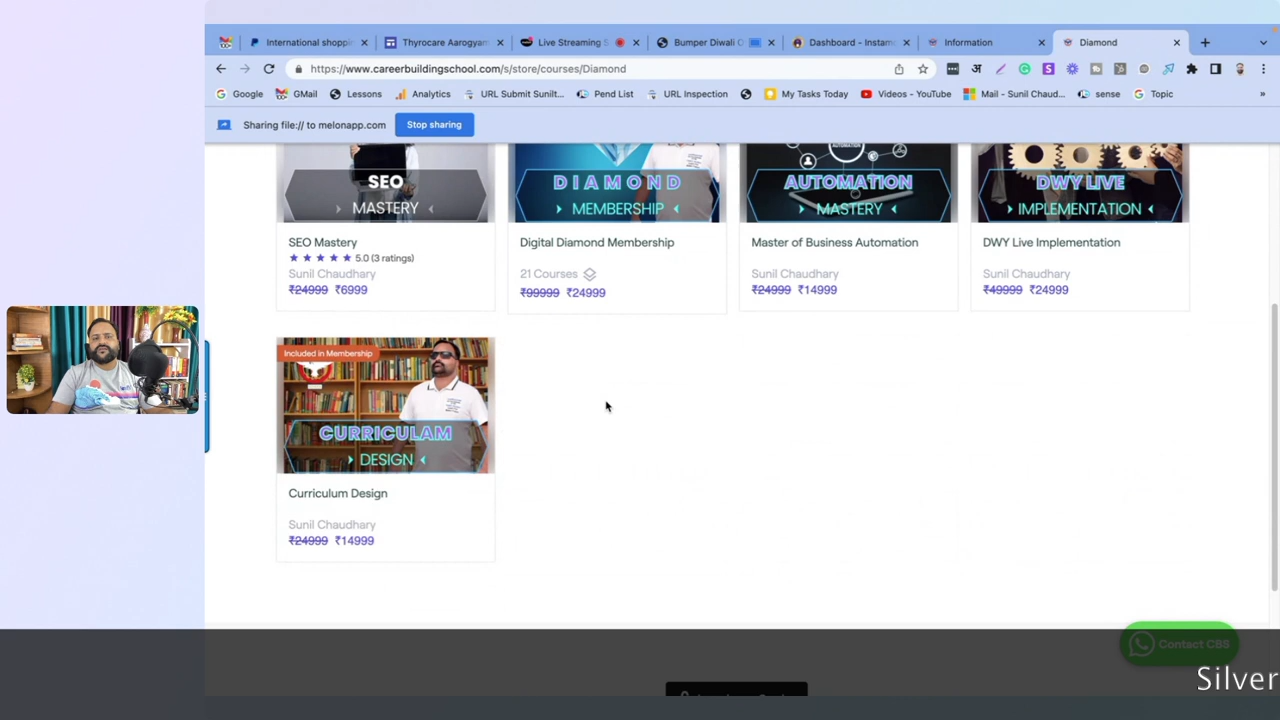 International shoppi
Thyrocare Aarogyam
Live Streaming S
Bumper Diwali O
Dashboard - Instam
Information
Diamond
https://www.careerbuildingschool.com/s/store/courses/Diamond
अ
Google
GMail
Lessons
Analytics
URL Submit Sunilt...
Pend List
URL Inspection
My Tasks Today
Videos - YouTube
Mail - Sunil Chaud...
sense
Topic
»
Sharing file:// to melonapp.com
Stop sharing
SEO
MASTERY
DIAMOND
MEMBERSHIP
AUTOMATION
AUTOMATION
MASTERY
DWY LIVE
IMPLEMENTATION
SEO Mastery
5.0 (3 ratings)
Sunil Chaudhary
₹24999 ₹6999
Digital Diamond Membership
21 Courses
₹99999 ₹24999
Master of Business Automation
Sunil Chaudhary
₹24999 ₹14999
DWY Live Implementation
Sunil Chaudhary
₹49999 ₹24999
Included in Membership
CURRICULAM
DESIGN
Curriculum Design
Sunil Chaudhary
₹24999 ₹14999
Contact CBS
Silver